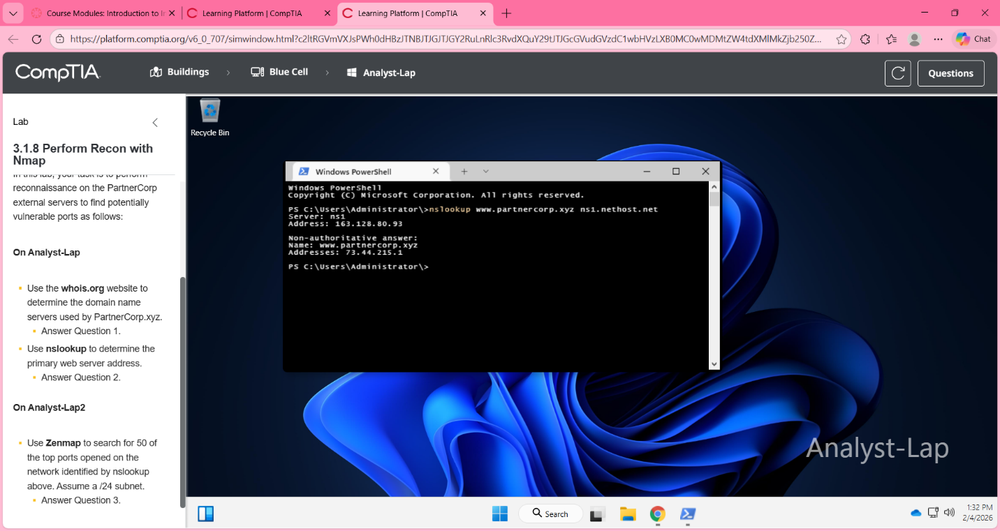 Course Modules: Introduction to I
Learning Platform | CompTIA
Learning Platform | CompTIA
https://platform.comptia.org/v6_0_707/simwindow.html?c2ltRGVmVXJsPWh0dHBzJTNBJTJGJTJGY2RuLnRlc3RvdXQuY29tJTJGcGVudGVzdC1wbHVzLXB0MC0wMDMtZW4tdXMlMkZjb250Z...
Chat
CompTIA.
Buildings
Blue Cell
Analyst-Lap
Questions
Lab
3.1.8 Perform Recon with
Nmap
In this lab, your task is to perform
reconnaissance on the PartnerCorp
external servers to find potentially
vulnerable ports as follows:
On Analyst-Lap
Use the whois.org website to
determine the domain name
servers used by PartnerCorp.xyz.
Answer Question 1.
Use nslookup to determine the
primary web server address.
Answer Question 2.
On Analyst-Lap2
Use Zenmap to search for 50 of
the top ports opened on the
network identified by nslookup
above. Assume a /24 subnet.
Answer Question 3.
Recycle Bin
Windows PowerShell
Windows PowerShell
Copyright (C) Microsoft Corporation. All rights reserved.
PS C:\Users\Administrator\>nslookup www.partnercorp.xyz ns1.nethost.net
Server: ns1
Address: 163.128.80.93
Non-authoritative answer:
Name: www.partnercorp.xyz
Addresses: 73.44.215.1
PS C:\Users\Administrator\>
Analyst-Lap
Search
1:32 PM
2/4/2026